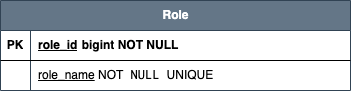 Role
PK role_id bigint NOT NULL
role_name NOT NULL UNIQUE